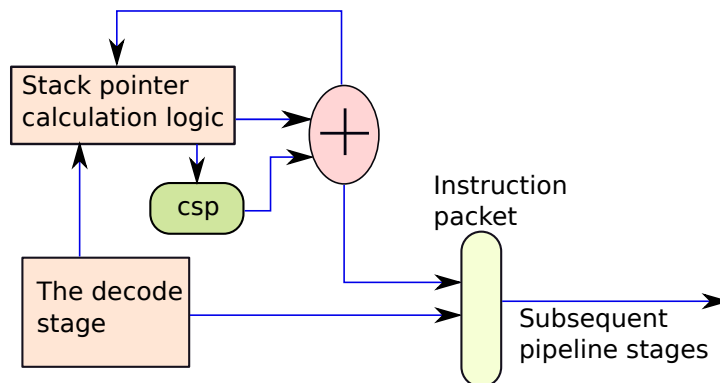 Stack pointer
calculation logic
csp
Instruction
packet
The decode
stage
Subsequent
pipeline stages